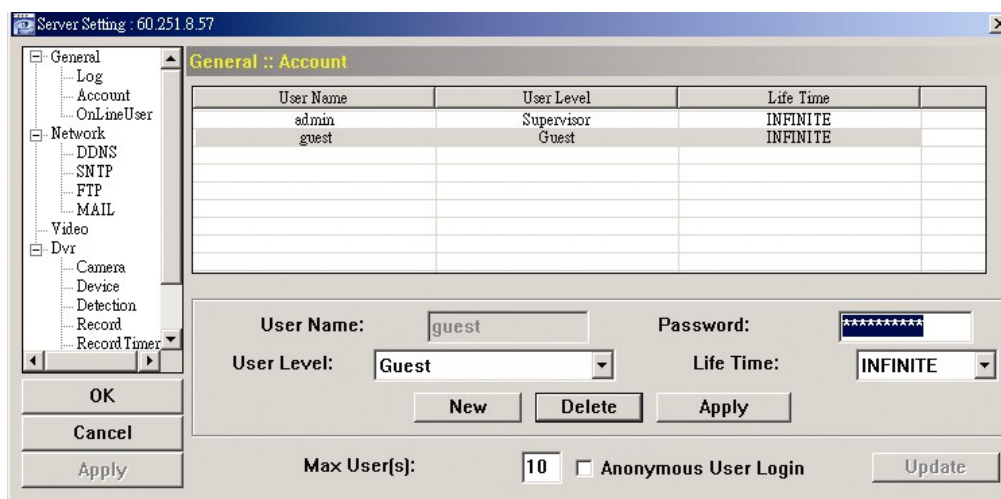 Server Setting : 60.251.8.57
General
Log
Account
OnLineUser
Network
DDNS
SNTP
FTP
MAIL
Video
Dvr
Camera
Device
Detection
Record
Record Timer
OK
Cancel
Apply
General :: Account
User Name User Level Life Time
admin Supervisor INFINITE
guest Guest INFINITE
User Name: guest Password: **********
User Level: Guest Life Time: INFINITE
New Delete Apply
Max User(s): 10 Anonymous User Login Update